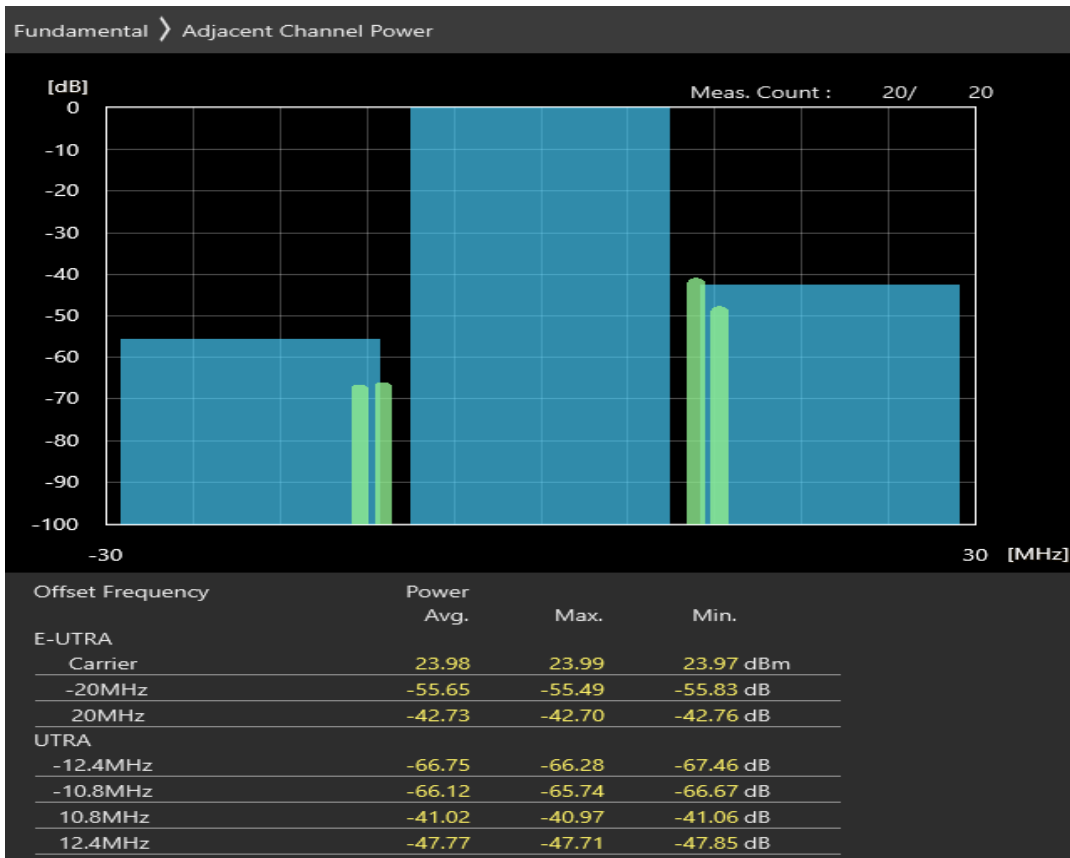 Fundamental 〉 Adjacent Channel Power
[dB]
Meas. Count : 20/ 20
0
-10
-20
-30
-40
-50
-60
-70
-80
-90
-100
-30 30 [MHz]
Offset Frequency Power
Avg. Max. Min.
E-UTRA
Carrier 23.98 23.99 23.97 dBm
-20MHz -55.65 -55.49 -55.83 dB
20MHz -42.73 -42.70 -42.76 dB
UTRA
-12.4MHz -66.75 -66.28 -67.46 dB
-10.8MHz -66.12 -65.74 -66.67 dB
10.8MHz -41.02 -40.97 -41.06 dB
12.4MHz -47.77 -47.71 -47.85 dB